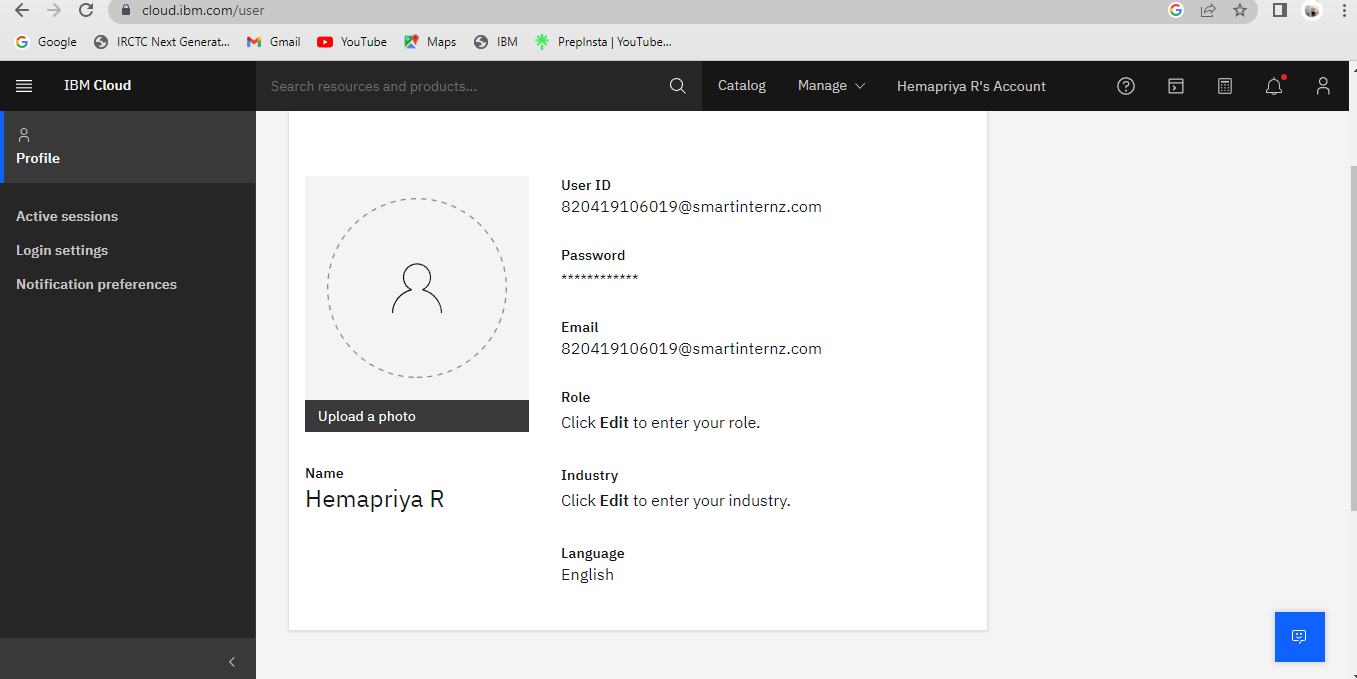 cloud.ibm.com/user
Google IRCTC Next Generat... Gmail YouTube Maps IBM PrepInsta | YouTube...
IBM Cloud Search resources and products... Catalog Manage Hemapriya R's Account
Profile
Active sessions
Login settings
Notification preferences
Upload a photo
Name
Hemapriya R
User ID
820419106019@smartinternz.com
Password
************
Email
820419106019@smartinternz.com
Role
Click Edit to enter your role.
Industry
Click Edit to enter your industry.
Language
English